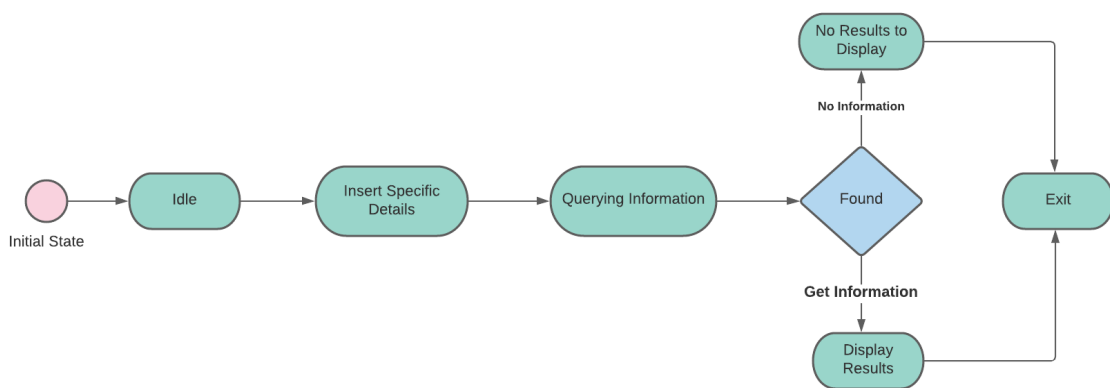 No Results to
Display
No Information
Initial State
Idle
Insert Specific
Details
Querying Information
Found
Exit
Get Information
Display
Results